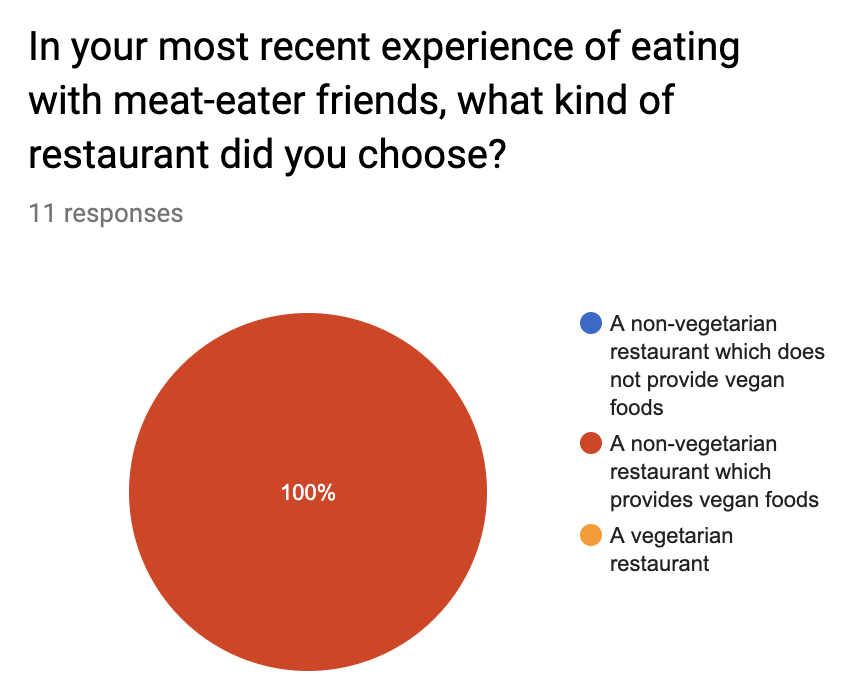 In your most recent experience of eating
with meat-eater friends, what kind of
restaurant did you choose?
11 responses
100%
A non-vegetarian
restaurant which does
not provide vegan
foods
A non-vegetarian
restaurant which
provides vegan foods
A vegetarian
restaurant